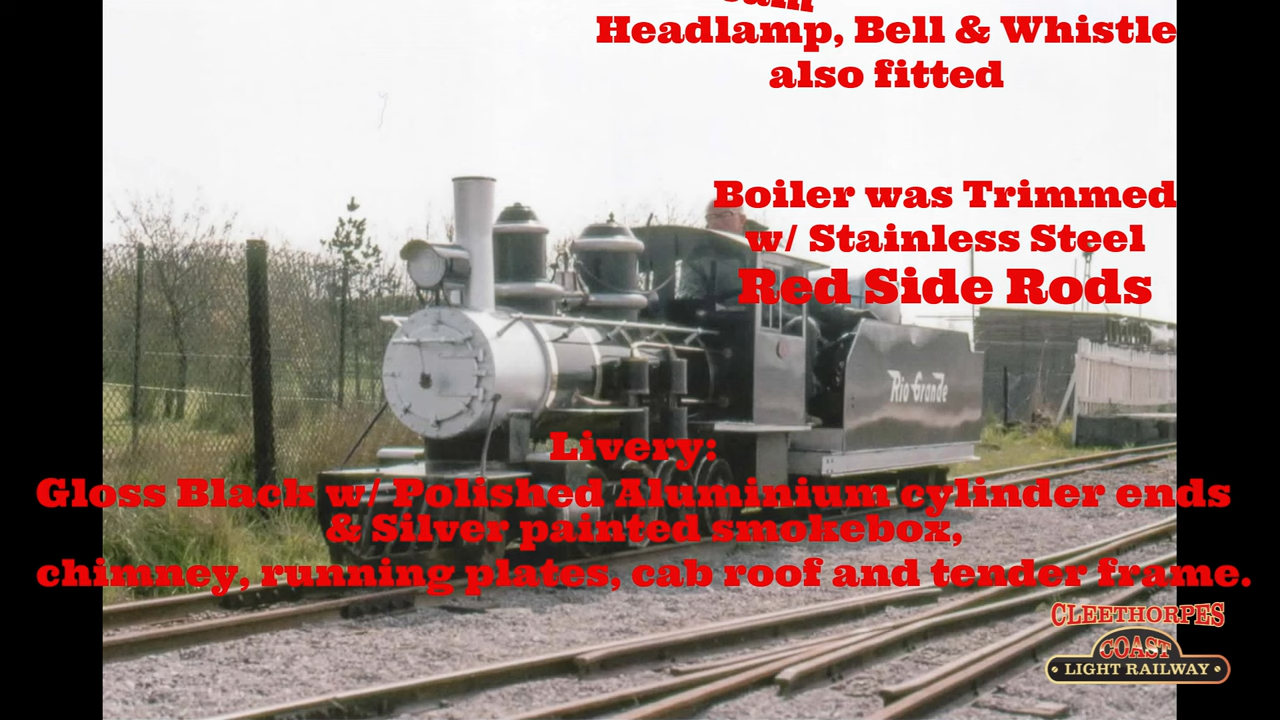 Headlamp, Bell & Whistle
also fitted
Boiler was Trimmed
w/ Stainless Steel
Red Side Rods
Rio Grande
Livery:
Gloss Black w/ Polished Aluminium cylinder ends
& Silver painted smokebox,
chimney, running plates, cab roof and tender frame.
CLEETHORPES
COAST
LIGHT RAILWAY